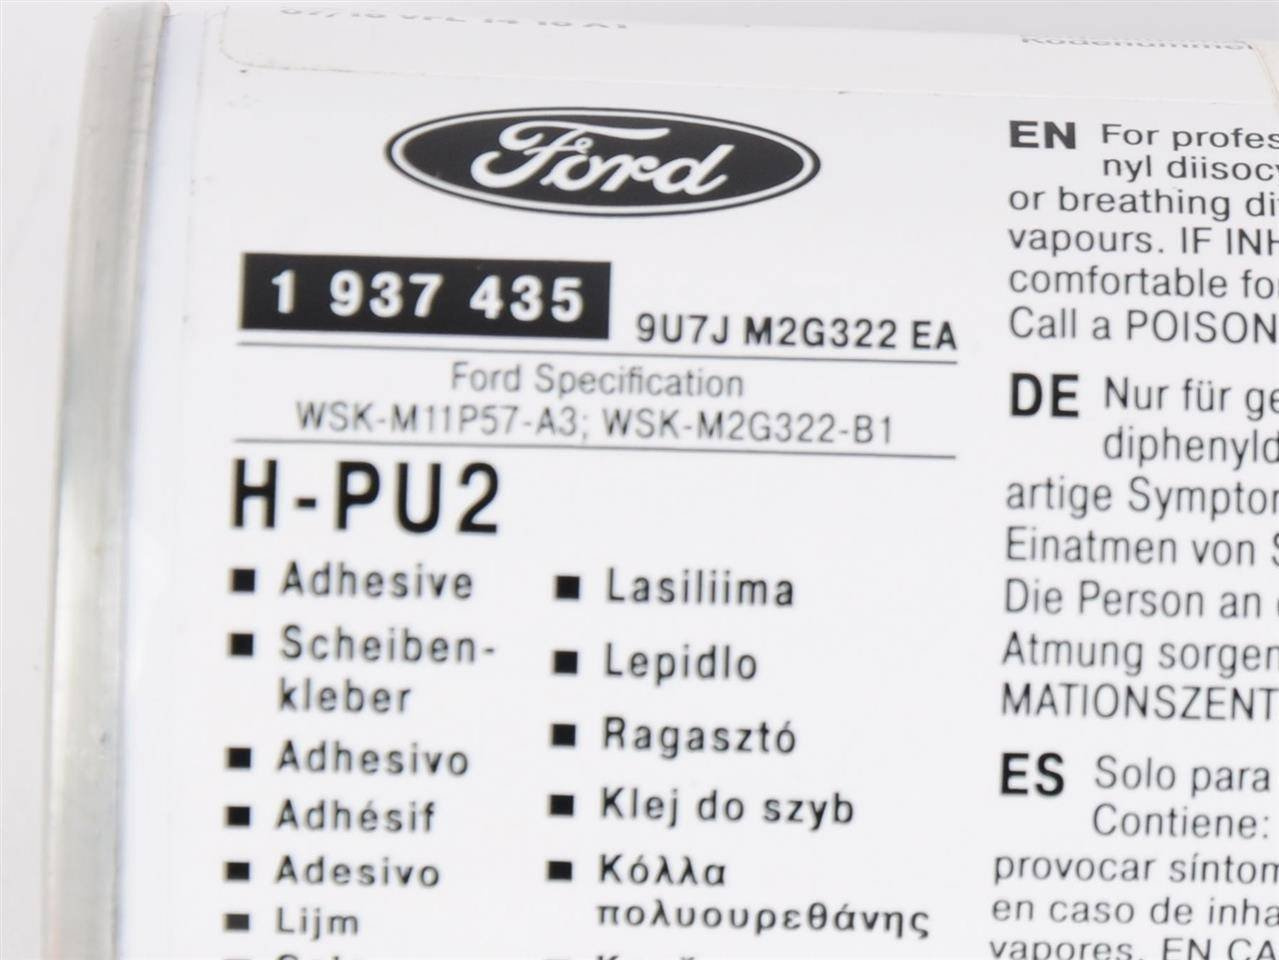 Ford
1 937 435
9U7J M2G322 EA
Ford Specification
WSK-M11P57-A3; WSK-M2G322-B1
H-PU2
■ Adhesive
■ Scheiben-
kleber
■ Adhesivo
■ Adhésif
■ Adesivo
■ Lijm
■ Lasiliima
■ Lepidlo
■ Ragasztó
■ Klej do szyb
■ Κόλλα
πολυουρεθάνης
EN For profes
nyl diisocy
or breathing di
vapours. IF INH
comfortable fo
Call a POISON
DE Nur für ge
diphenyld
artige Sympton
Einatmen von S
Die Person an
Atmung sorgen
MATIONSZENT
ES Solo para
Contiene:
provocar síntom
en caso de inha
vapores. EN CA